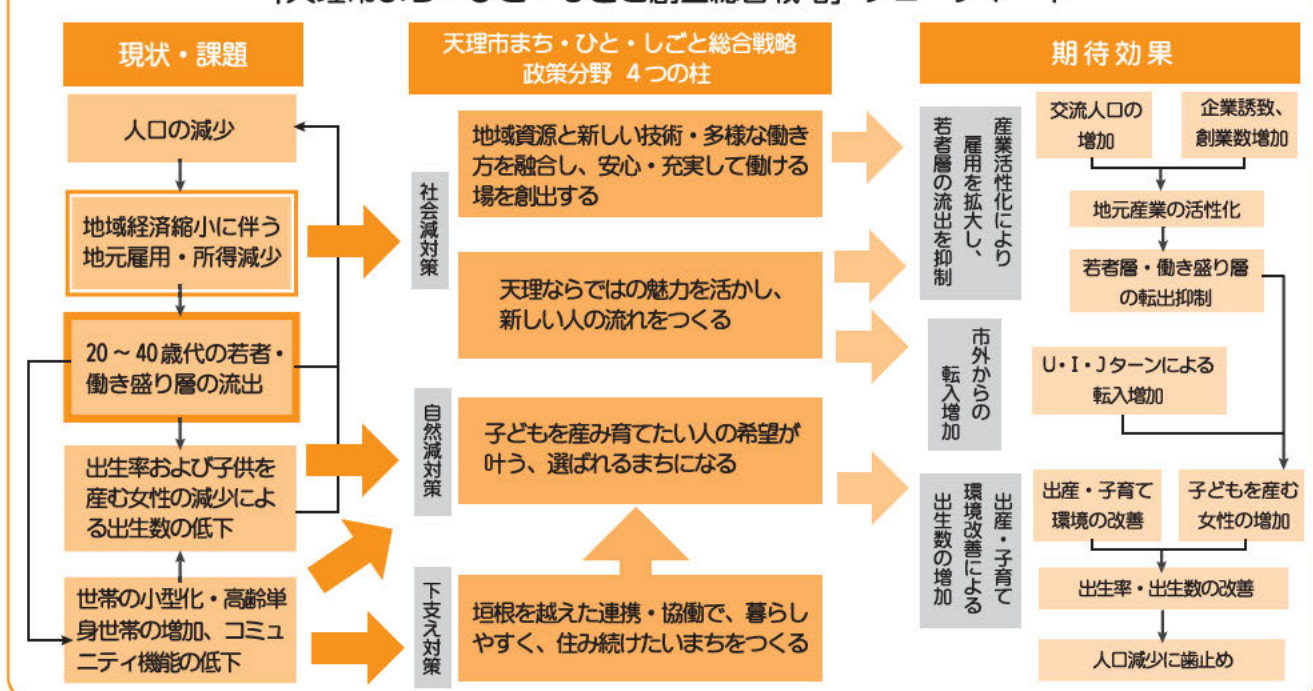 現状・課題
人口の減少
地域経済縮小に伴う
地元雇用・所得減少
20～40歳代の若者・
働き盛り層の流出
出生率および子供を
産む女性の減少によ
る出生数の低下
世帯の小型化・高齢単
身世帯の増加、コミュ
ニティ機能の低下
天理市まち・ひと・しごと総合戦略
政策分野 4つの柱
社会減対策
地域資源と新しい技術・多様な働き
方を融合し、安心・充実して働ける
場を創出する
天理ならではの魅力を活かし、
新しい人の流れをつくる
自然減対策
子どもを産み育てたい人の希望が
叶う、選ばれるまちになる
下支え対策
垣根を越えた連携・協働で、暮らし
やすく、住み続けたいまちをつくる
期待効果
産業活性化により
雇用を拡大し、
若者層の流出を抑制
市外からの
転入増加
出産・子育て
環境改善による
出生数の増加
交流人口の
増加
企業誘致、
創業数増加
地元産業の活性化
若者層・働き盛り層
の転出抑制
U・I・Jターンによる
転入増加
出産・子育て
環境の改善
子どもを産む
女性の増加
出生率・出生数の改善
人口減少に歯止め